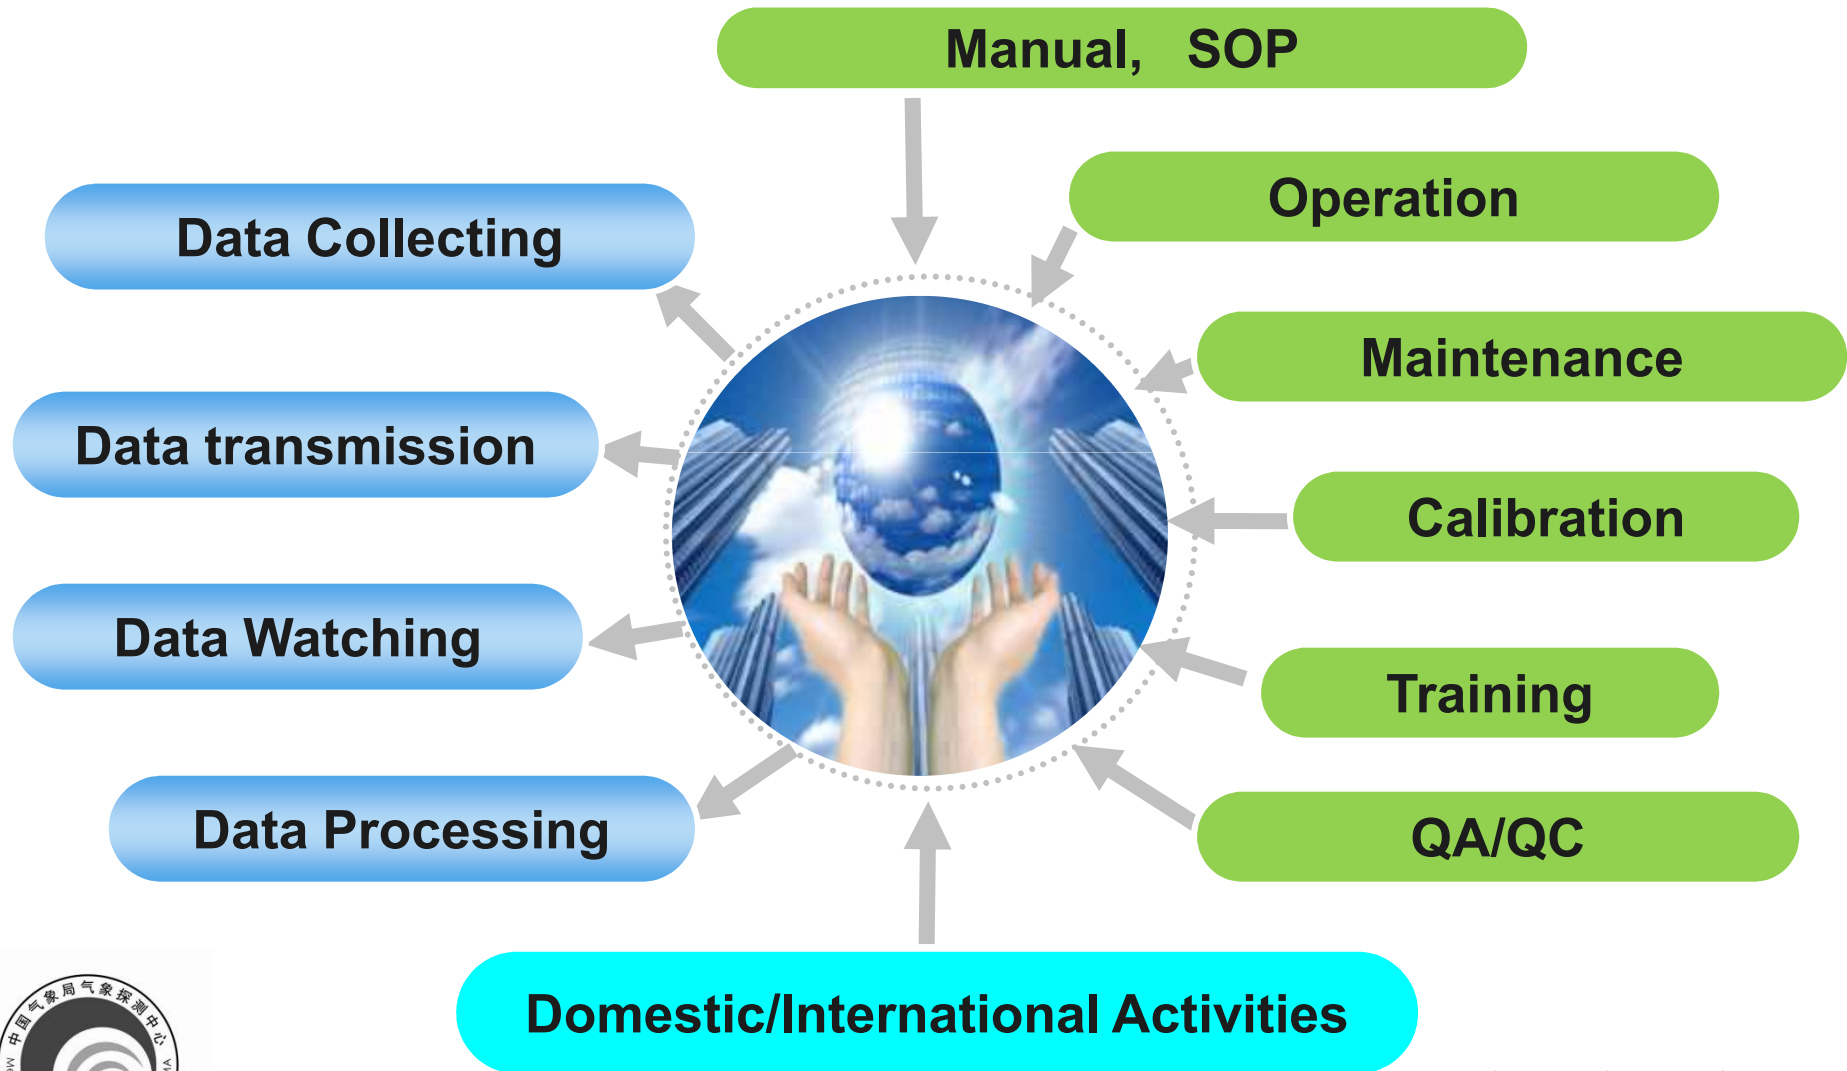 Manual, SOP
Operation
Data Collecting
Maintenance
Data transmission
Calibration
Data Watching
Training
Data Processing
QA/QC
Domestic/International Activities
中国气象局气象探测中心